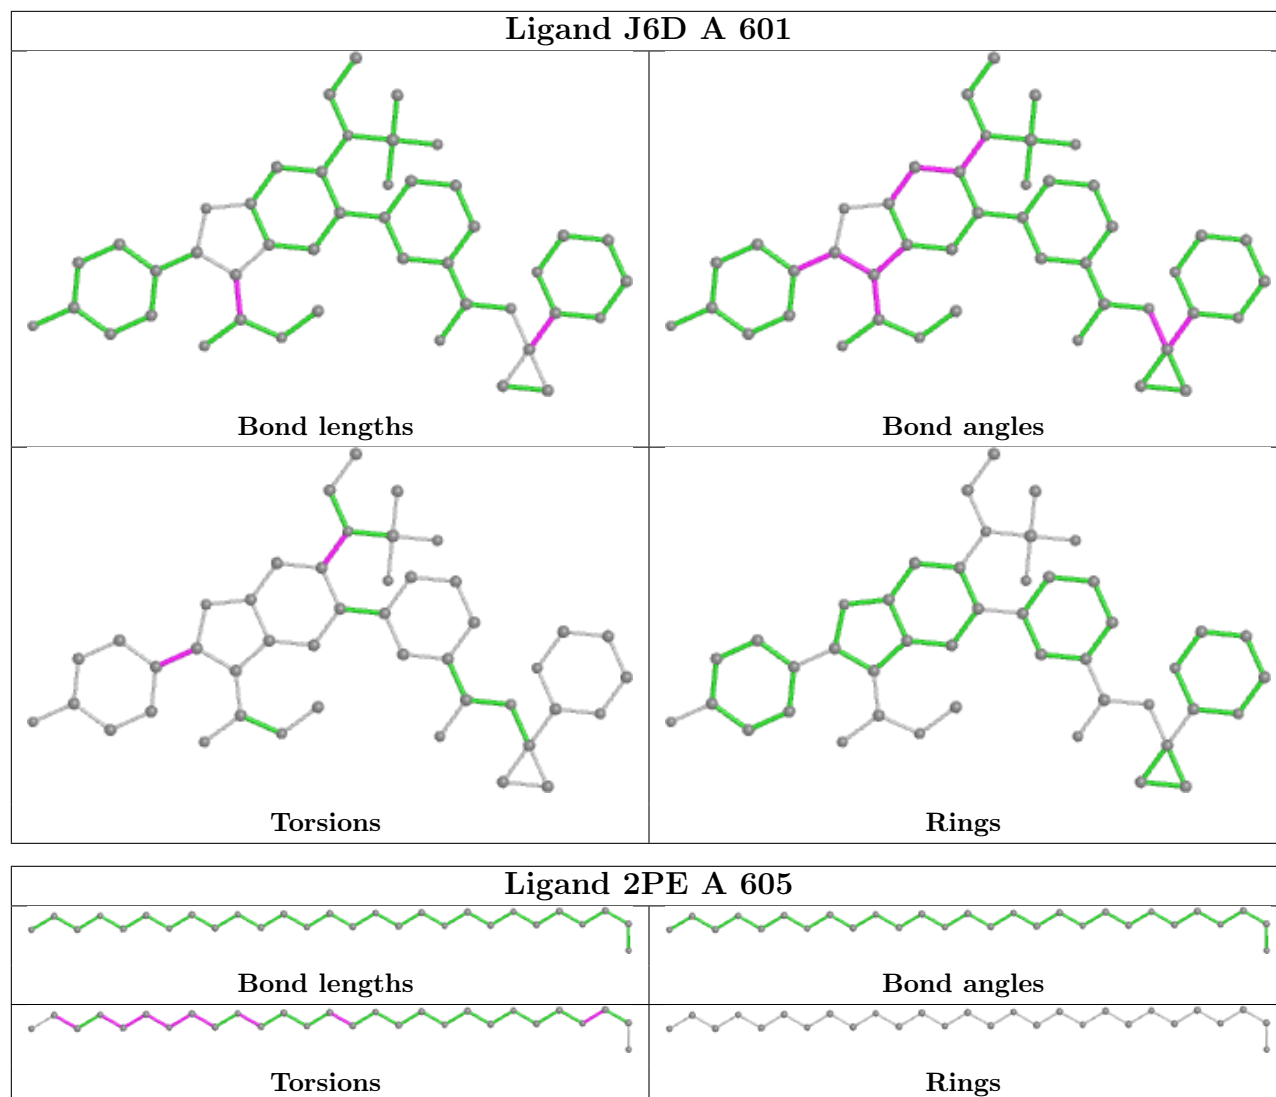 Ligand J6D A 601
Bond lengths
Bond angles
Torsions
Rings
Ligand 2PE A 605
Bond lengths
Bond angles
Torsions
Rings